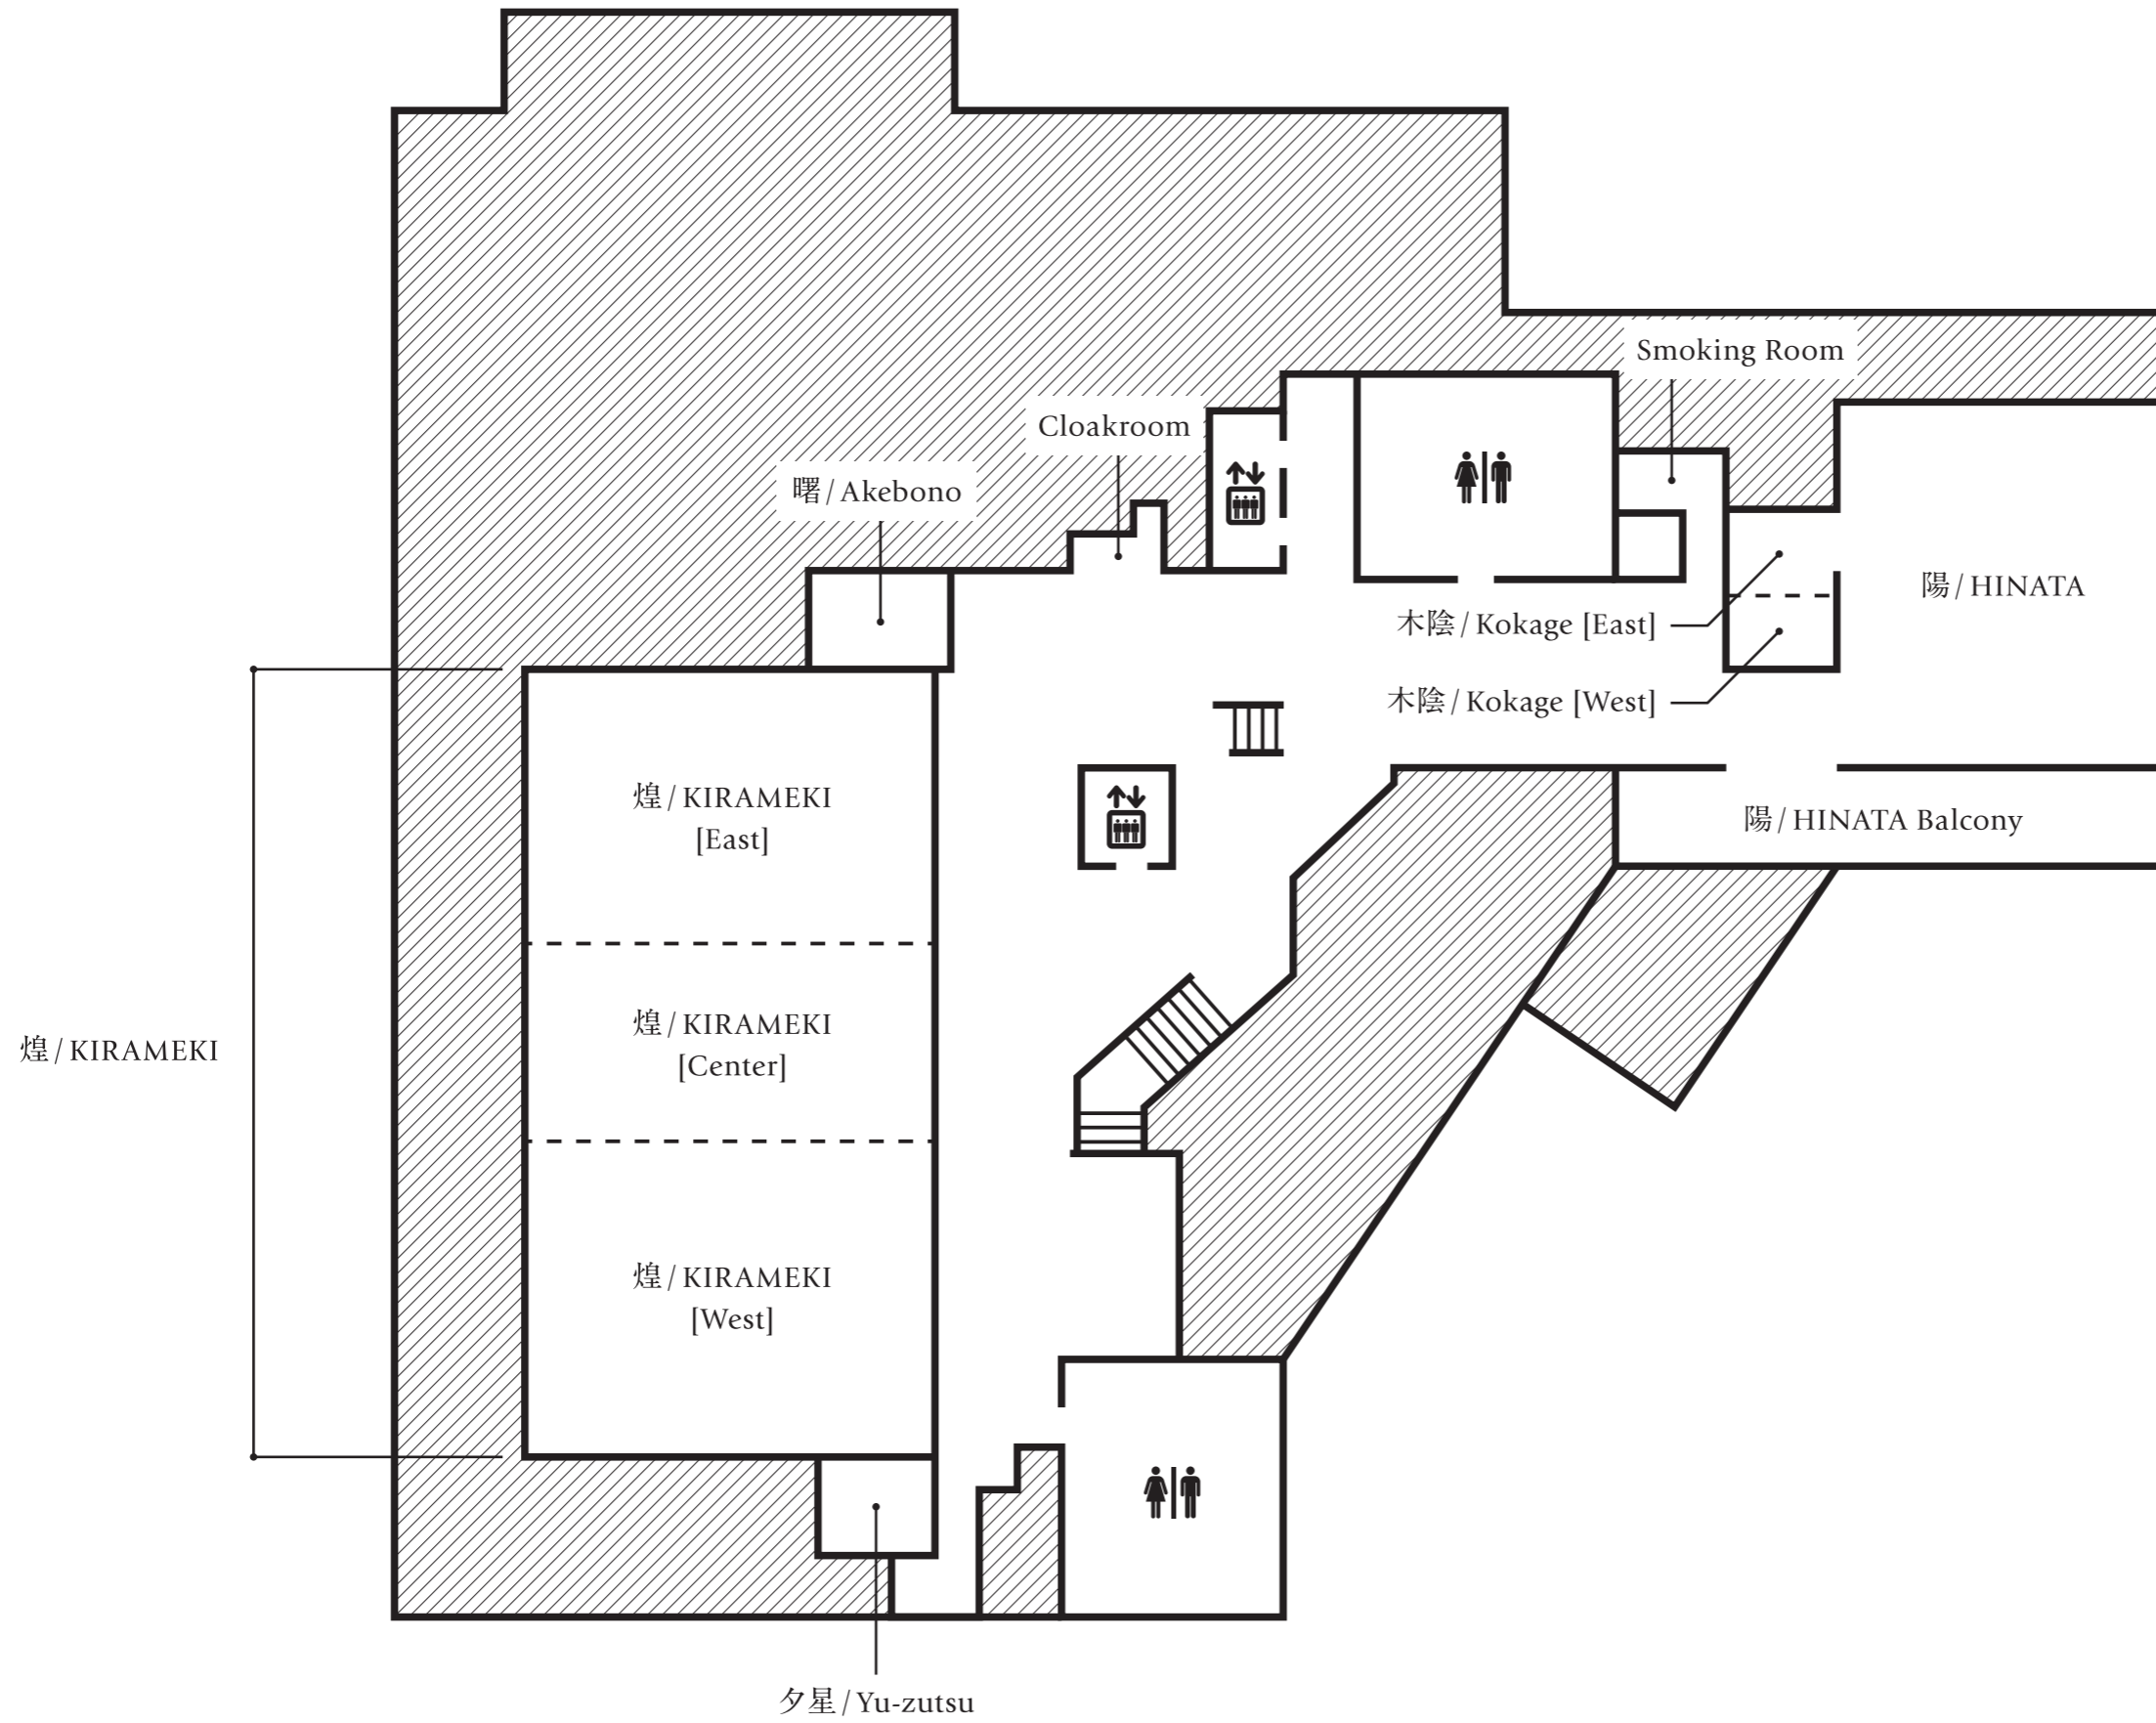 Smoking Room
Cloakroom
曙/Akebono
陽/HINATA
木陰/Kokage [East]
木陰/Kokage [West]
煌/KIRAMEKI
[East]
陽/HINATA Balcony
煌/KIRAMEKI
[Center]
煌/KIRAMEKI
煌/KIRAMEKI
[West]
夕星/Yu-zutsu